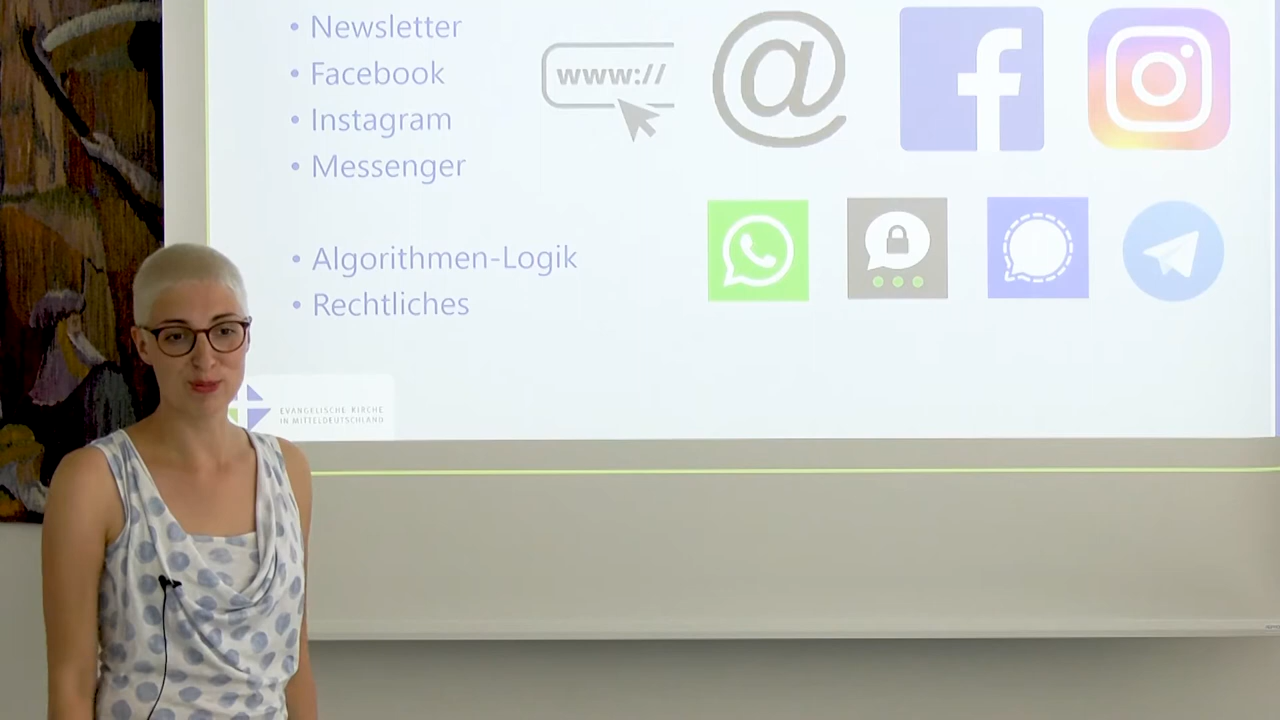 • Newsletter
• Facebook
• Instagram
• Messenger
• Algorithmen-Logik
• Rechtliches
www://
@
f
EVANGELISCHE KIRCHE
IN MITTELDEUTSCHLAND